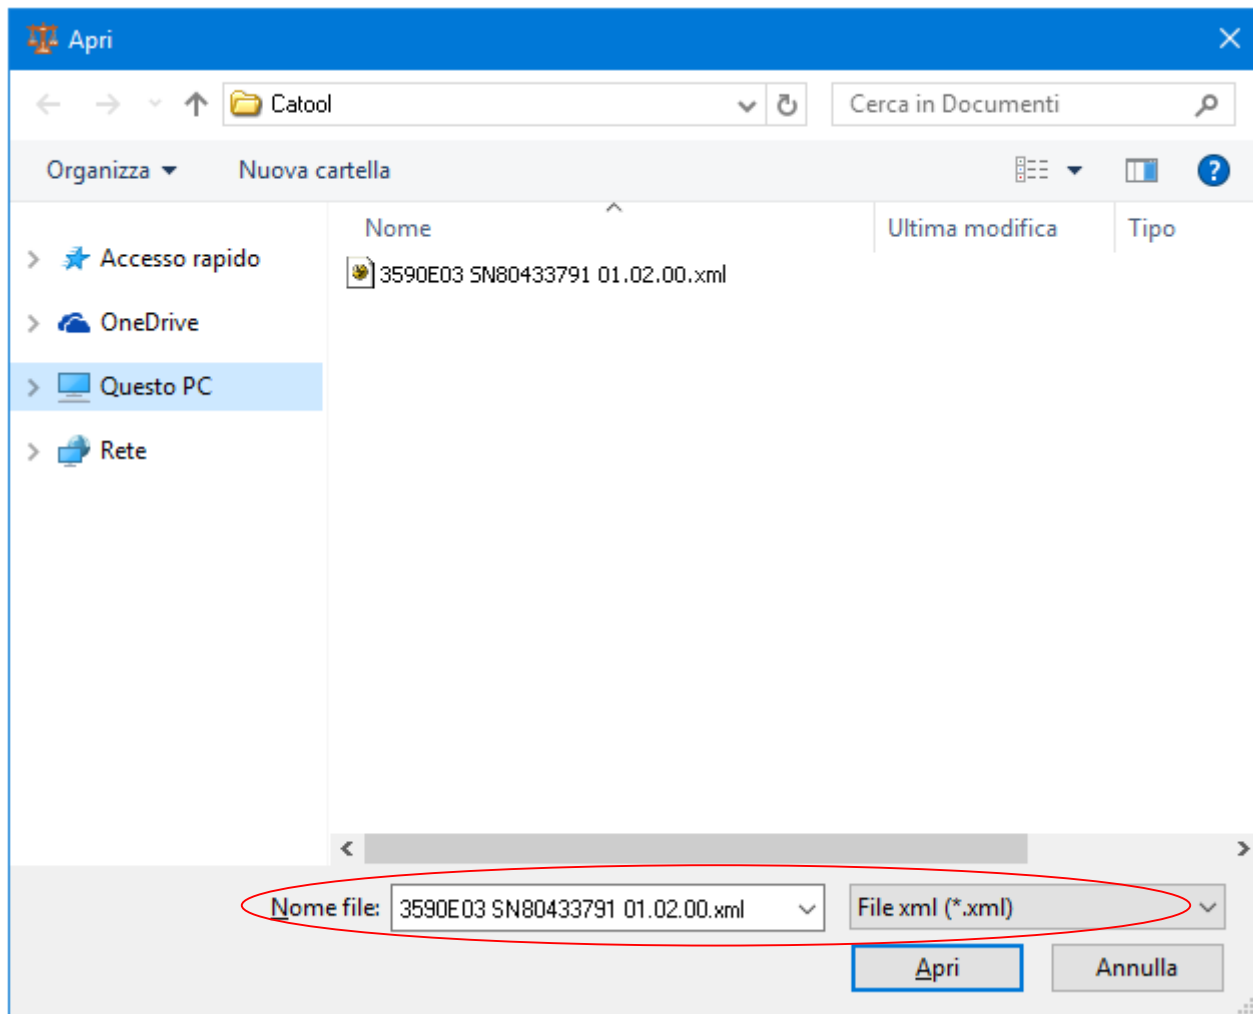 Apri
Catool
Cerca in Documenti
Organizza
Nuova cartella
?
Nome
Ultima modifica
Tipo
Accesso rapido
3590E03 SN80433791 01.02.00.xml
OneDrive
Questo PC
Rete
Nome file: 3590E03 SN80433791 01.02.00.xml File xml (*.xml)
Apri Annulla